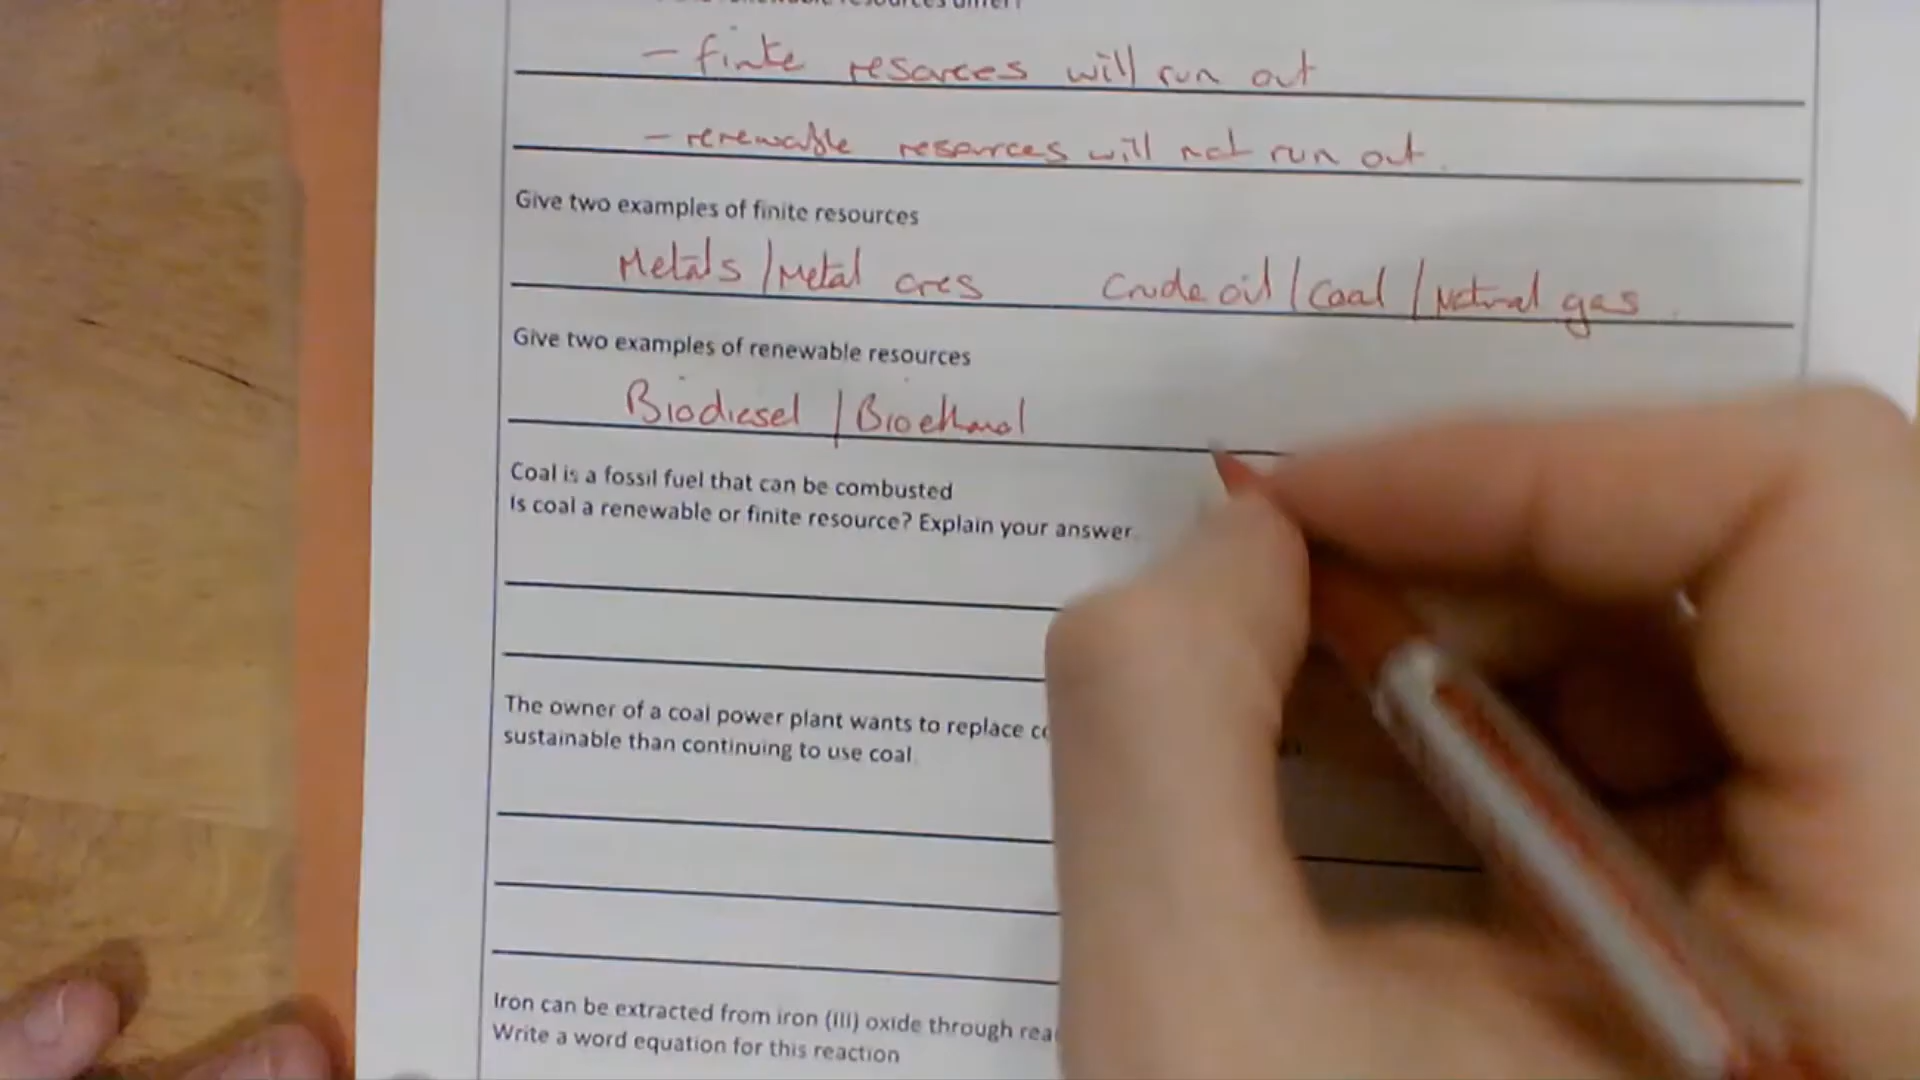 renewable resources differ?
- finite resources will run out
- renewable resources will not run out.
Give two examples of finite resources
Metals / Metal ores Crude oil / Coal / Natural gas.
Give two examples of renewable resources
Biodiesel / Bioethanol
Coal is a fossil fuel that can be combusted
Is coal a renewable or finite resource? Explain your answer.
The owner of a coal power plant wants to replace
sustainable than continuing to use coal.
Iron can be extracted from iron (III) oxide through
Write a word equation for this reaction